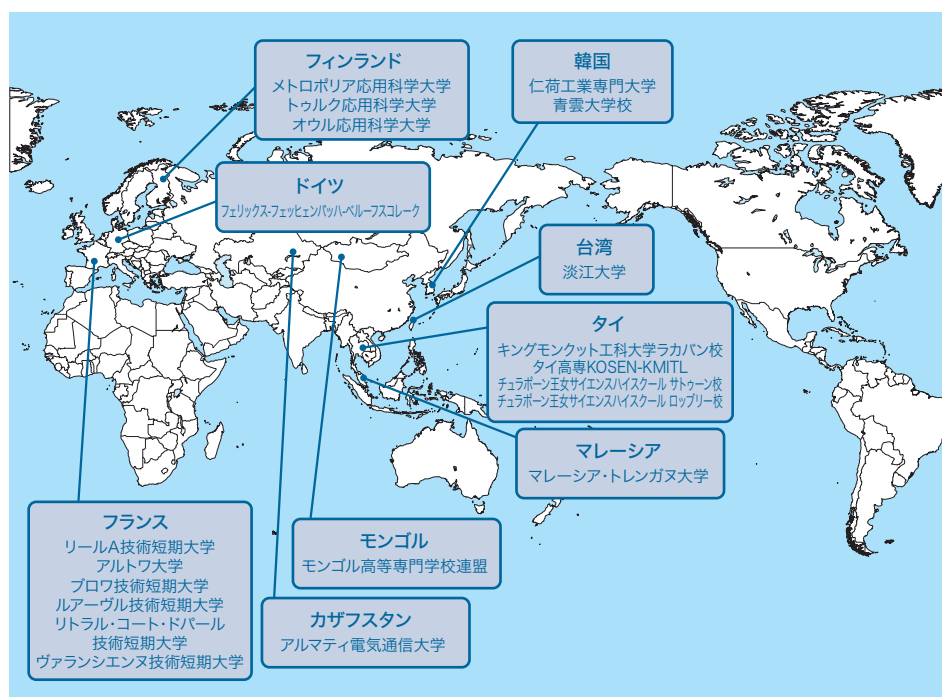 フィンランド
メトロポリア応用科学大学
トゥルク応用科学大学
オウル応用科学大学
韓国
仁荷工業専門大学
青雲大学校
ドイツ
フェリックス-フェッヒェンバッハ-ベルーフスコレーク
台湾
淡江大学
タイ
キングモンクット工科大学ラカバン校
タイ高専KOSEN-KMITL
チュラポーン王女サイエンスハイスクール サトゥーン校
チュラポーン王女サイエンスハイスクール ロッブリー校
マレーシア
マレーシア・トレンガヌ大学
フランス
リールA技術短期大学
アルトワ大学
ブロワ技術短期大学
ルアーヴル技術短期大学
リトラル・コート・ドパール
技術短期大学
ヴァランシエンヌ技術短期大学
モンゴル
モンゴル高等専門学校連盟
カザフスタン
アルマティ電気通信大学